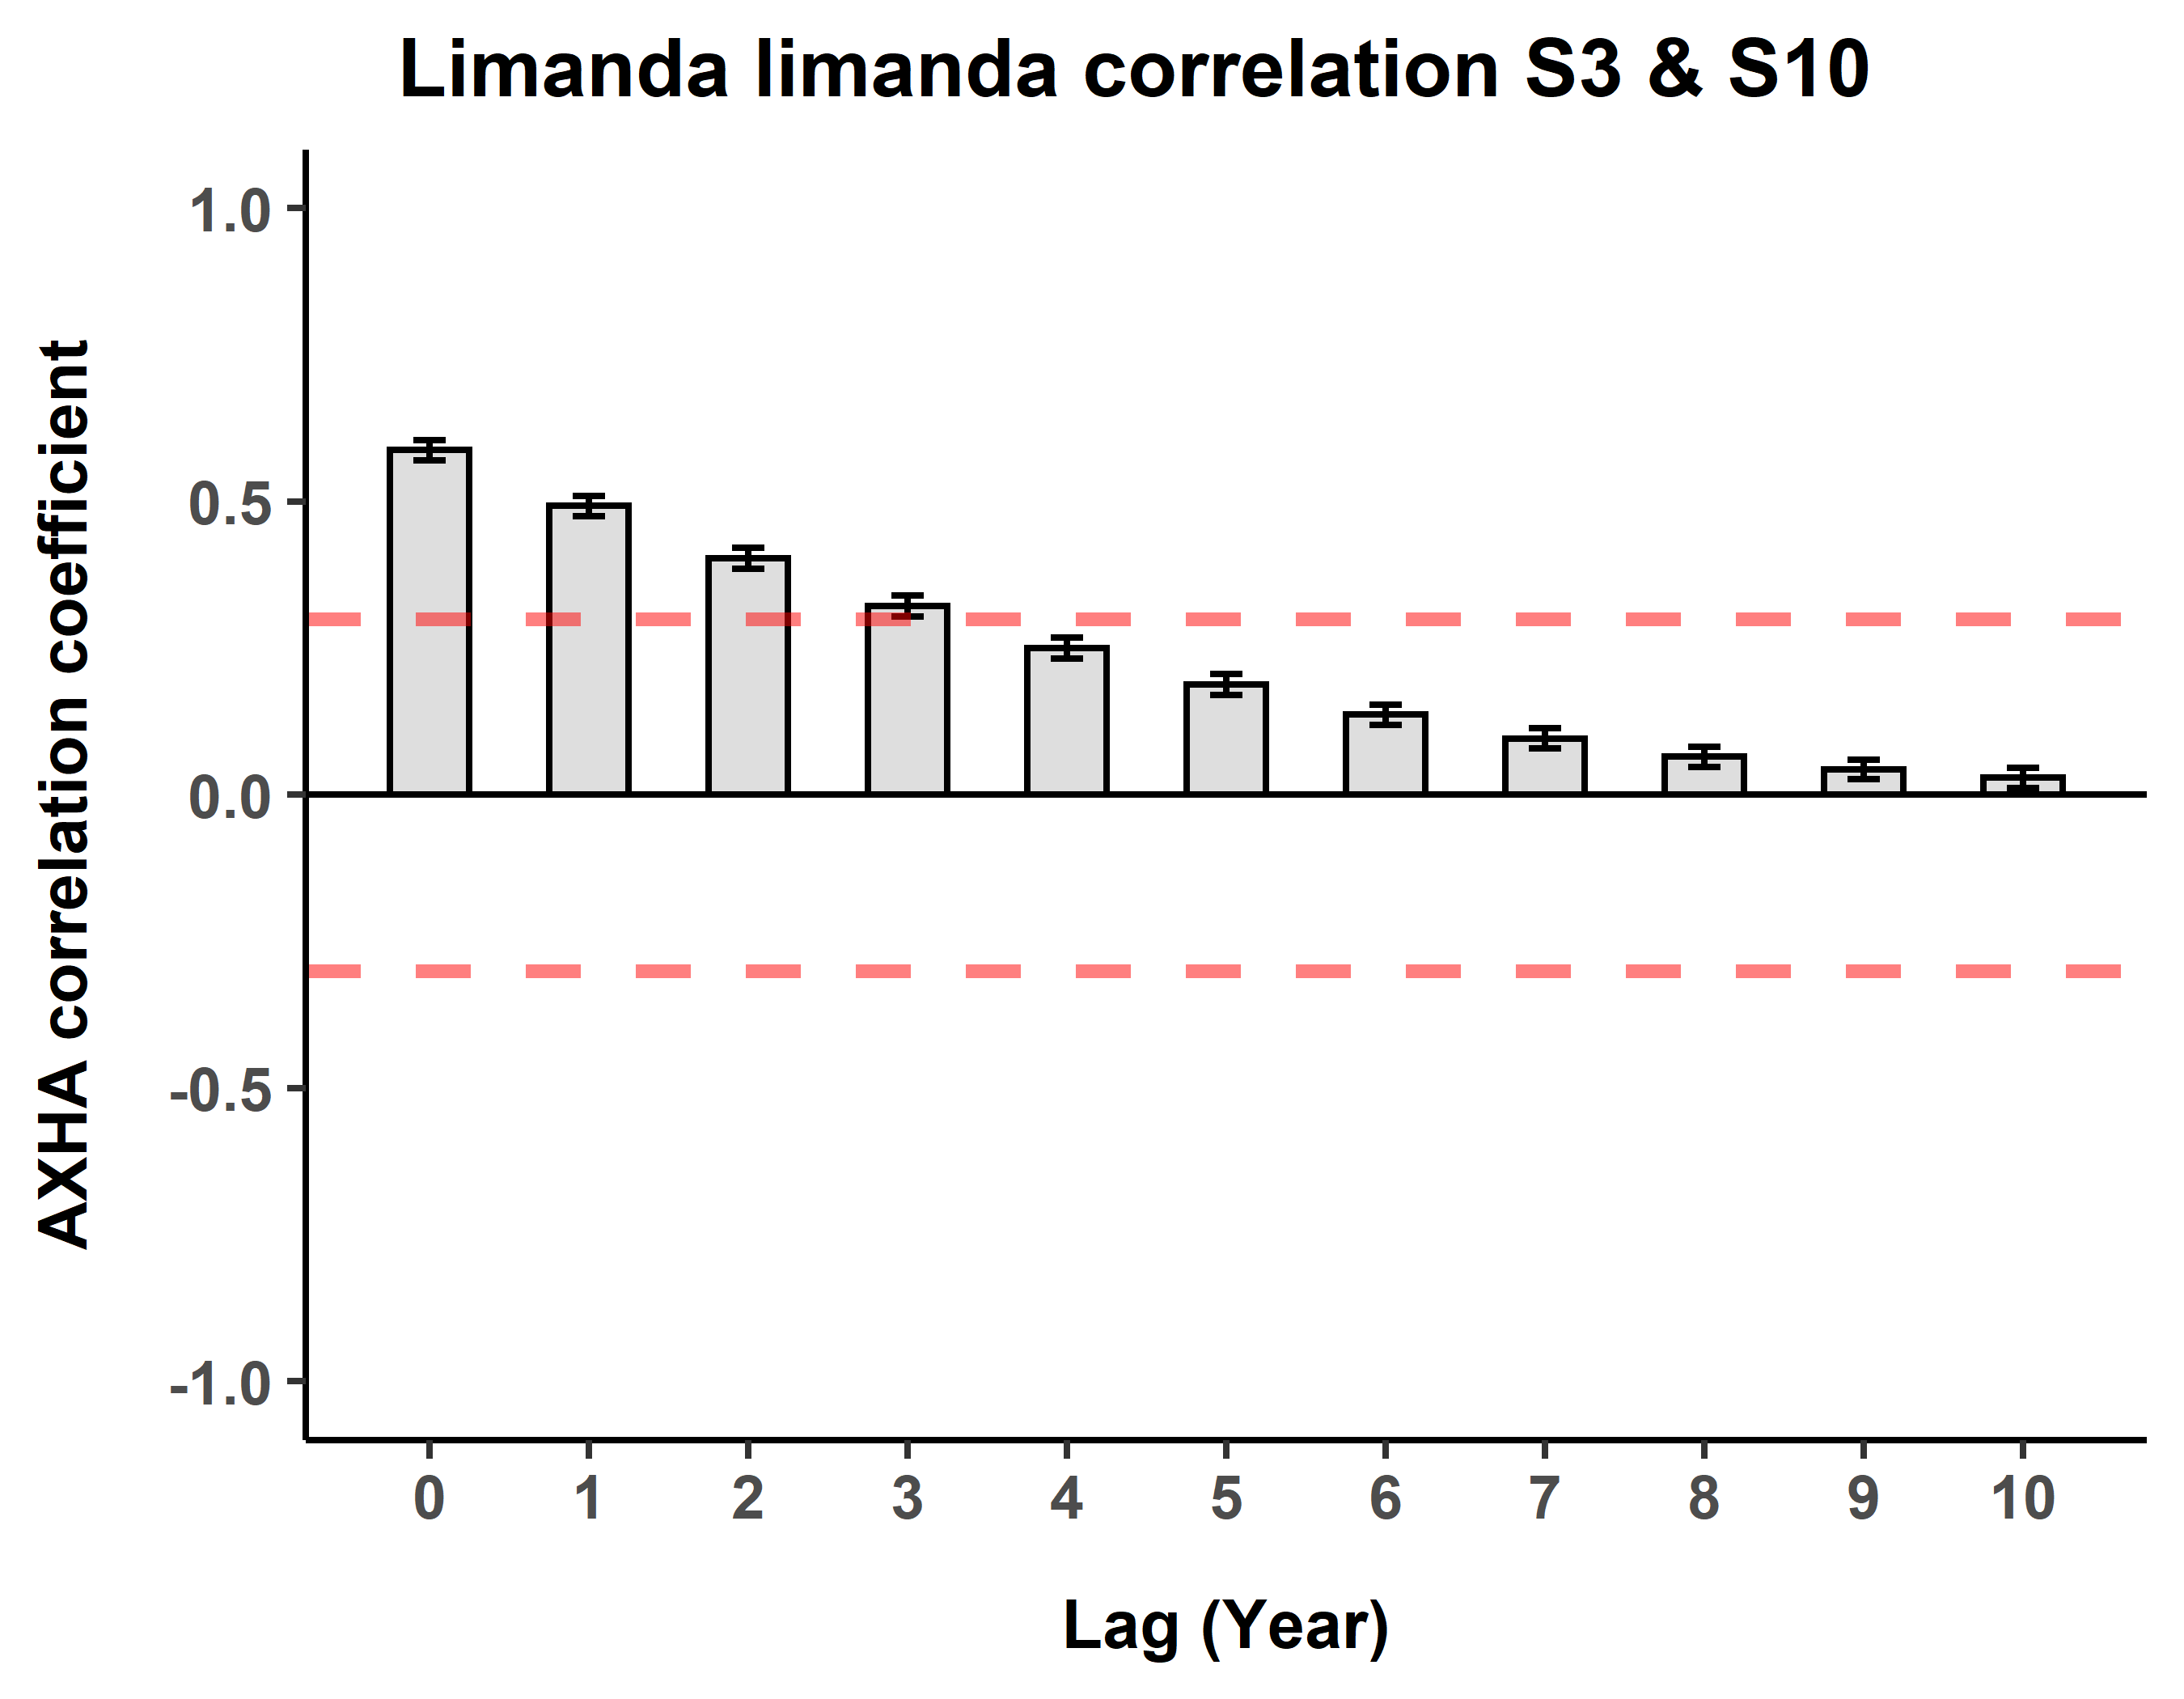 Limanda limanda correlation S3 & S10
AXHA correlation coefficient
1.0
0.5
0.0
-0.5
-1.0
0 1 2 3 4 5 6 7 8 9 10
Lag (Year)